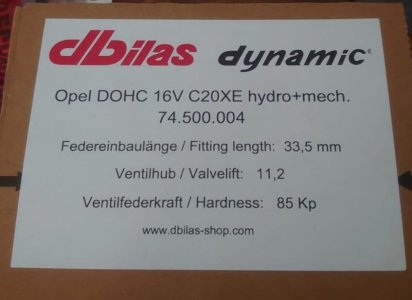 dbilas dynamic®
Opel DOHC 16V C20XE hydro+mech.
74.500.004
Federeinbaulänge / Fitting length: 33,5 mm
Ventilhub / Valvelift: 11,2
Ventilfederkraft / Hardness: 85 Kp
www.dbilas-shop.com